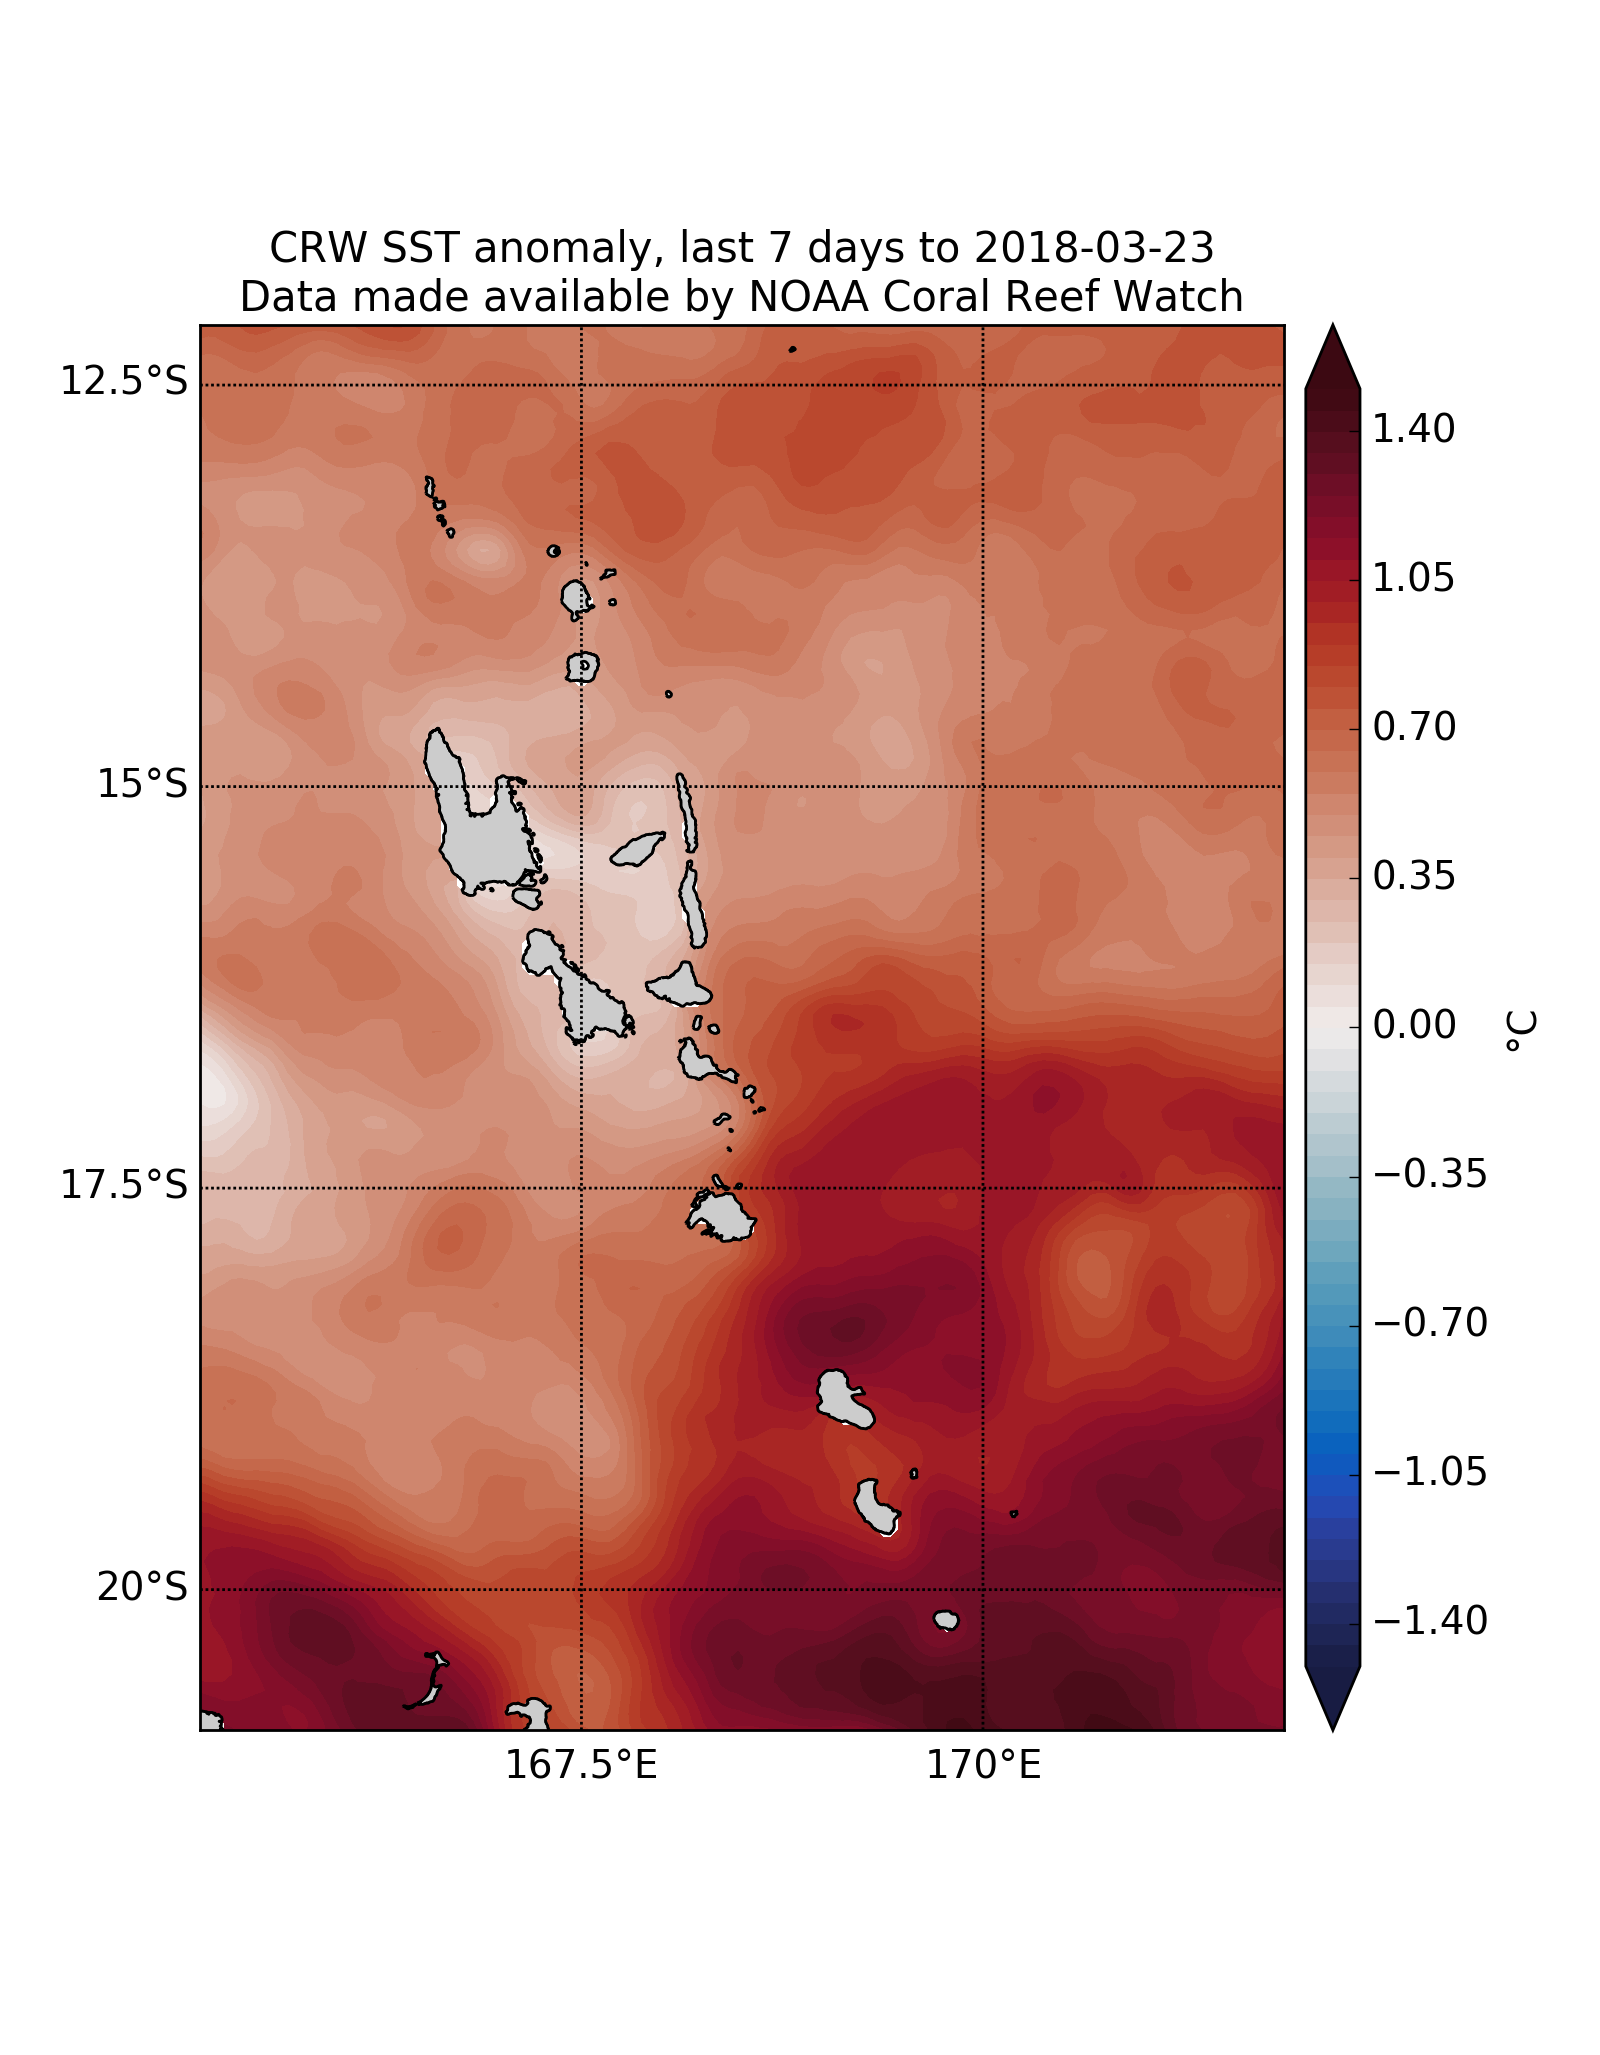 CRW SST anomaly, last 7 days to 2018-03-23
Data made available by NOAA Coral Reef Watch
12.5°S
15°S
17.5°S
20°S
167.5°E
170°E
1.40
1.05
0.70
0.35
0.00
−0.35
−0.70
−1.05
−1.40
°C